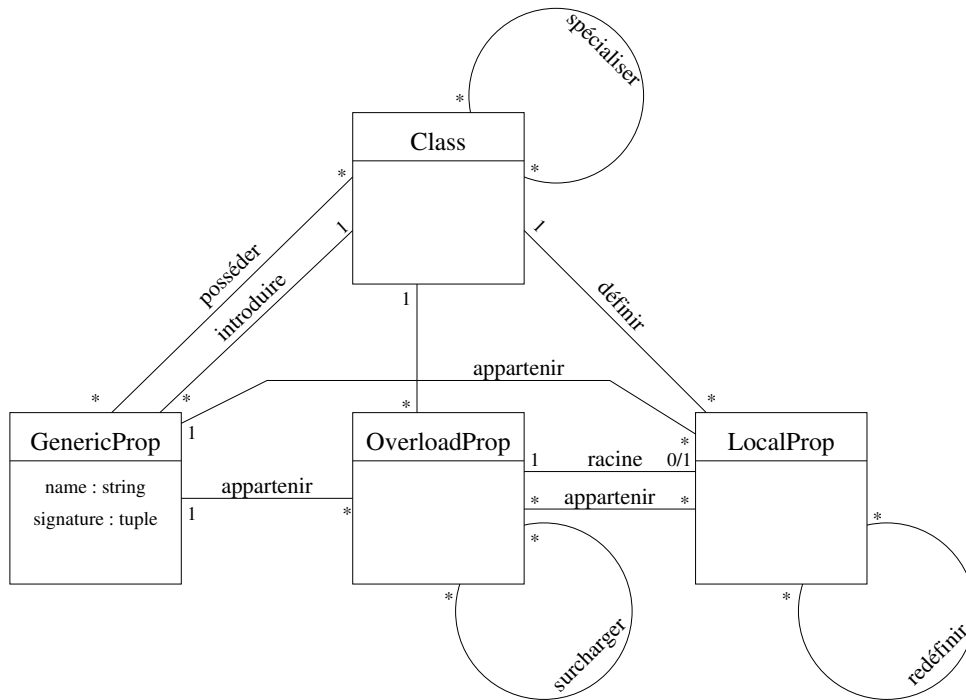 spécialiser
*
Class
*
*
1
1
posséder
introduire
définir
1
appartenir
*
*
*
*
GenericProp
1
OverloadProp
*
LocalProp
1
racine
0/1
name : string
appartenir
*
appartenir
*
signature : tuple
1
*
*
*
*
*
surcharger
redéfinir